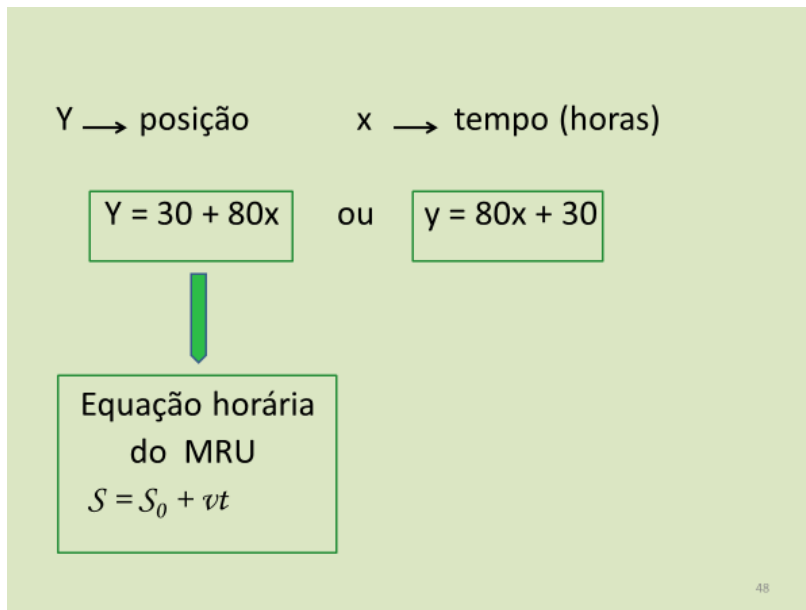 Y → posição x → tempo (horas)
Y = 30 + 80x ou y = 80x + 30
Equação horária
do MRU
S = S₀ + vt
48